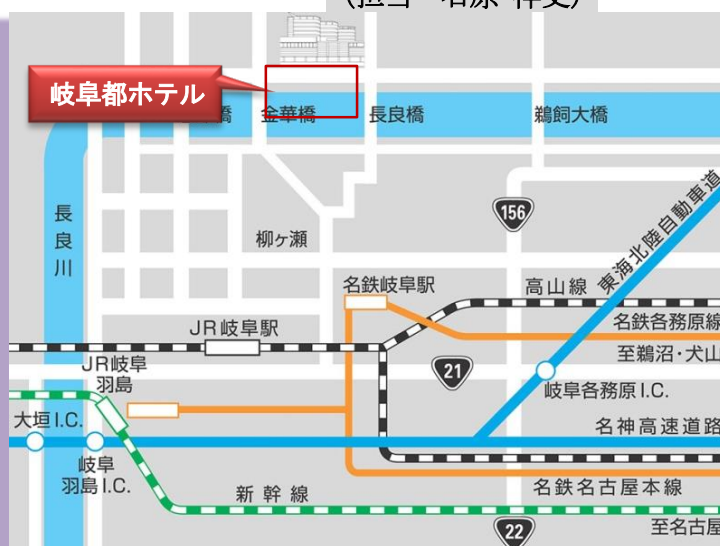 岐阜都ホテル
橋
金華橋
長良橋
鵜飼大橋
長
良
川
156
東海北陸自動車道
柳ヶ瀬
名鉄岐阜駅
高山線
名鉄各務原線
JR岐阜駅
至鵜沼・犬山
JR岐阜
羽島
21
岐阜各務原I.C.
大垣I.C.
名神高速道路
岐阜
羽島I.C.
新幹線
名鉄名古屋本線
22
至名古屋